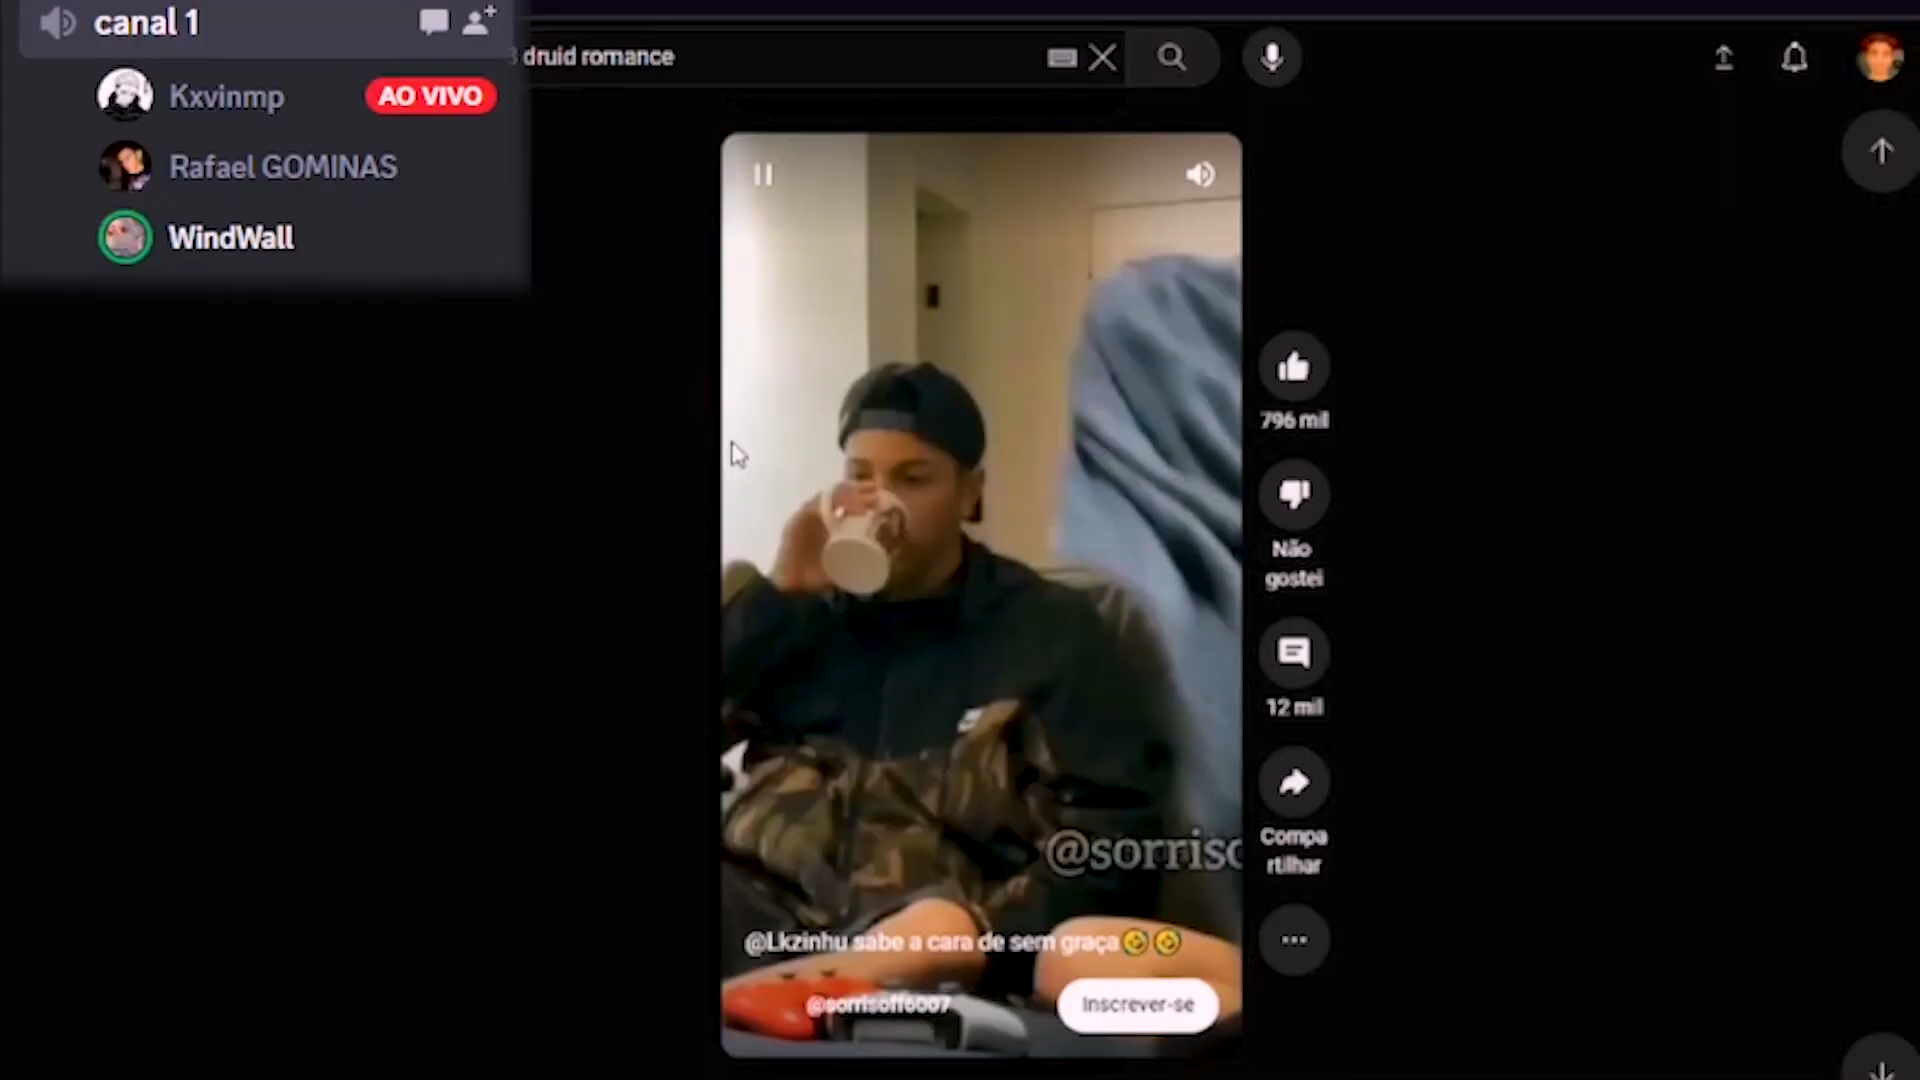 canal 1
druid romance
Kxvinmp
AO VIVO
Rafael GOMINAS
WindWall
796 mil
Não
gostei
12 mil
Compa
rtilhar
@sorriso
@Lkzinhu sabe a cara de sem graça🤣🤣
@sorrisoff6007
Inscrever-se